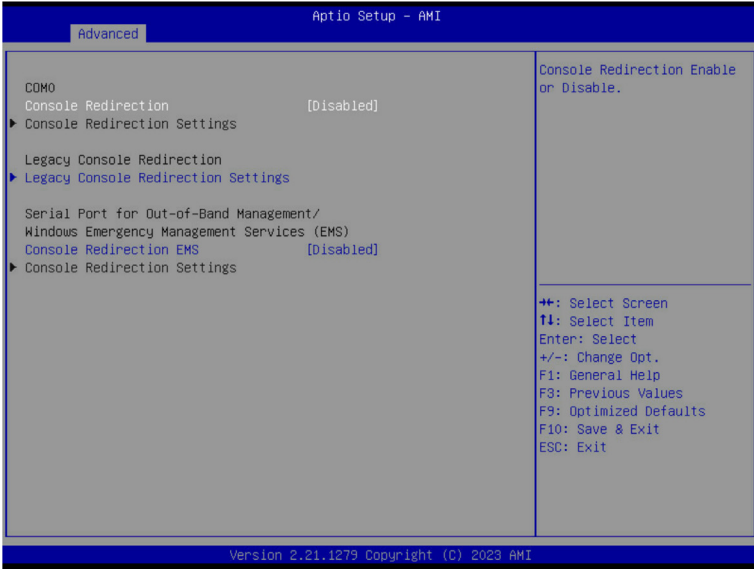 Aptio Setup – AMI
Advanced
COM0
Console Redirection [Disabled]
▶ Console Redirection Settings
Legacy Console Redirection
▶ Legacy Console Redirection Settings
Serial Port for Out-of-Band Management/
Windows Emergency Management Services (EMS)
Console Redirection EMS [Disabled]
▶ Console Redirection Settings
Console Redirection Enable
or Disable.
→←: Select Screen
↑↓: Select Item
Enter: Select
+/-: Change Opt.
F1: General Help
F3: Previous Values
F9: Optimized Defaults
F10: Save & Exit
ESC: Exit
Version 2.21.1279 Copyright (C) 2023 AMI